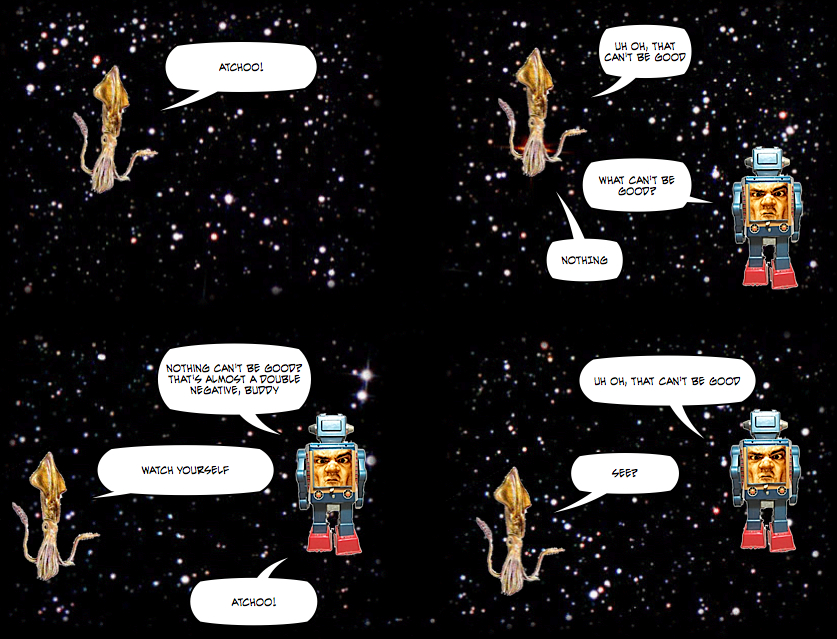 ATCHOO!
UH OH, THAT
CAN'T BE GOOD
WHAT CAN'T BE
GOOD?
NOTHING
NOTHING CAN'T BE GOOD?
THAT'S ALMOST A DOUBLE
NEGATIVE, BUDDY
WATCH YOURSELF
ATCHOO!
UH OH, THAT CAN'T BE GOOD
SEE?